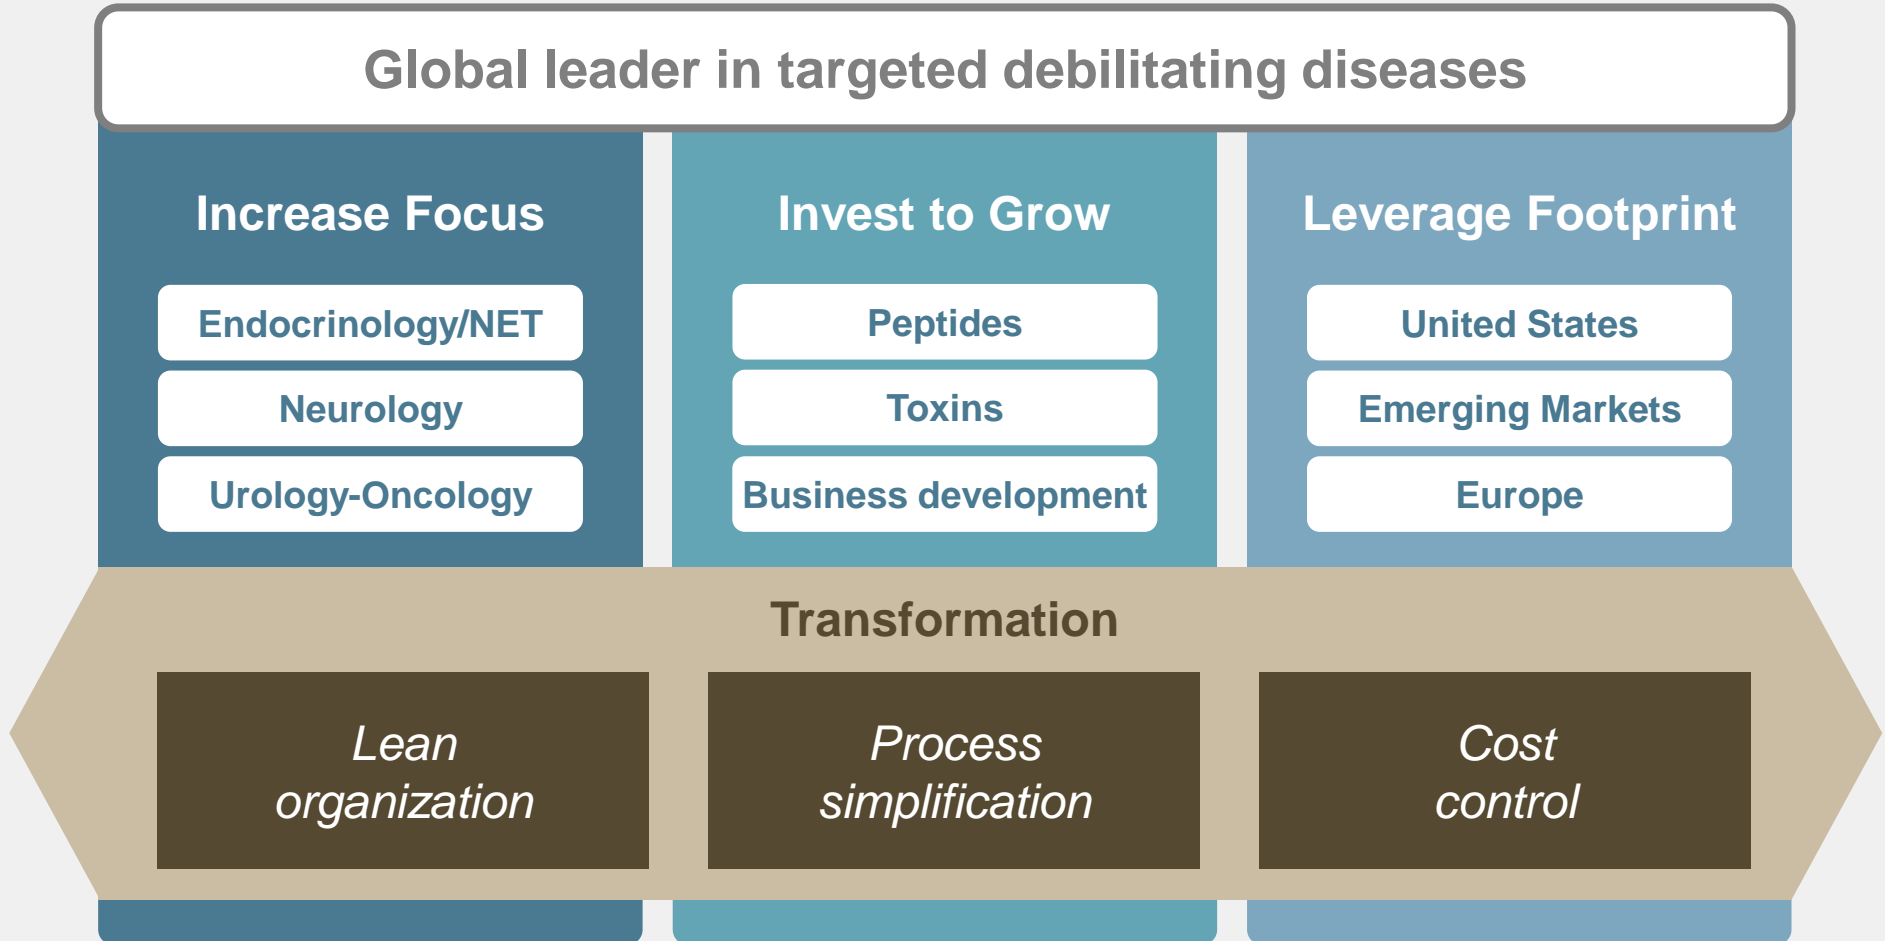 Global leader in targeted debilitating diseases
Increase Focus
Endocrinology/NET
Neurology
Urology-Oncology
Invest to Grow
Peptides
Toxins
Business development
Leverage Footprint
United States
Emerging Markets
Europe
Transformation
Lean
organization
Process
simplification
Cost
control